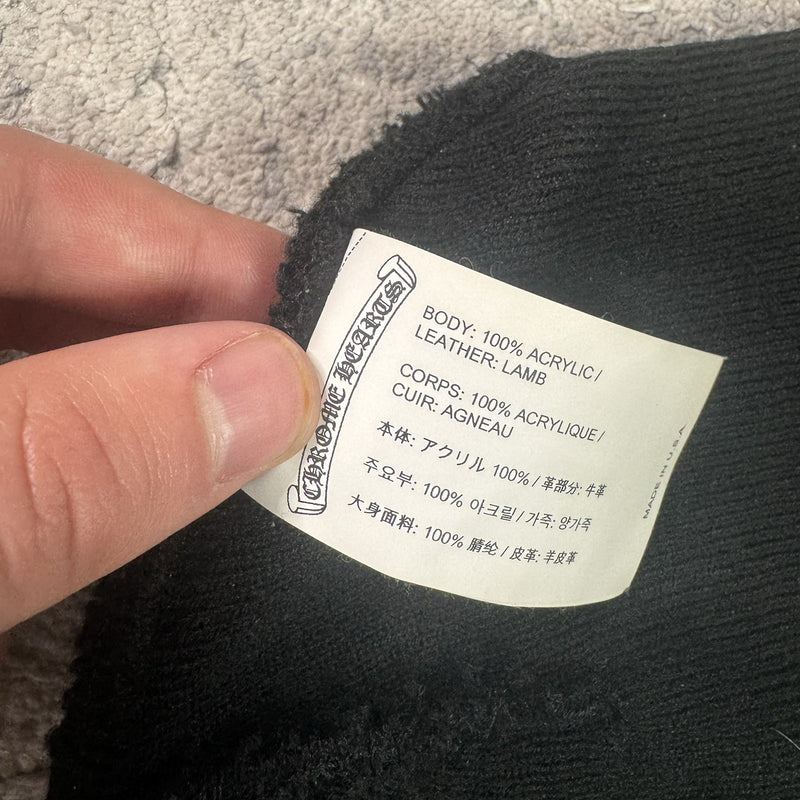 CHROME HEARTS
BODY: 100% ACRYLIC /
LEATHER: LAMB
CORPS: 100% ACRYLIQUE /
CUIR: AGNEAU
本体: アクリル 100% / 革部分: 牛革
주요부: 100% 아크릴 / 가죽: 양가죽
大身面料: 100% 腈纶 / 皮革: 羊皮革
MADE IN U.S.A